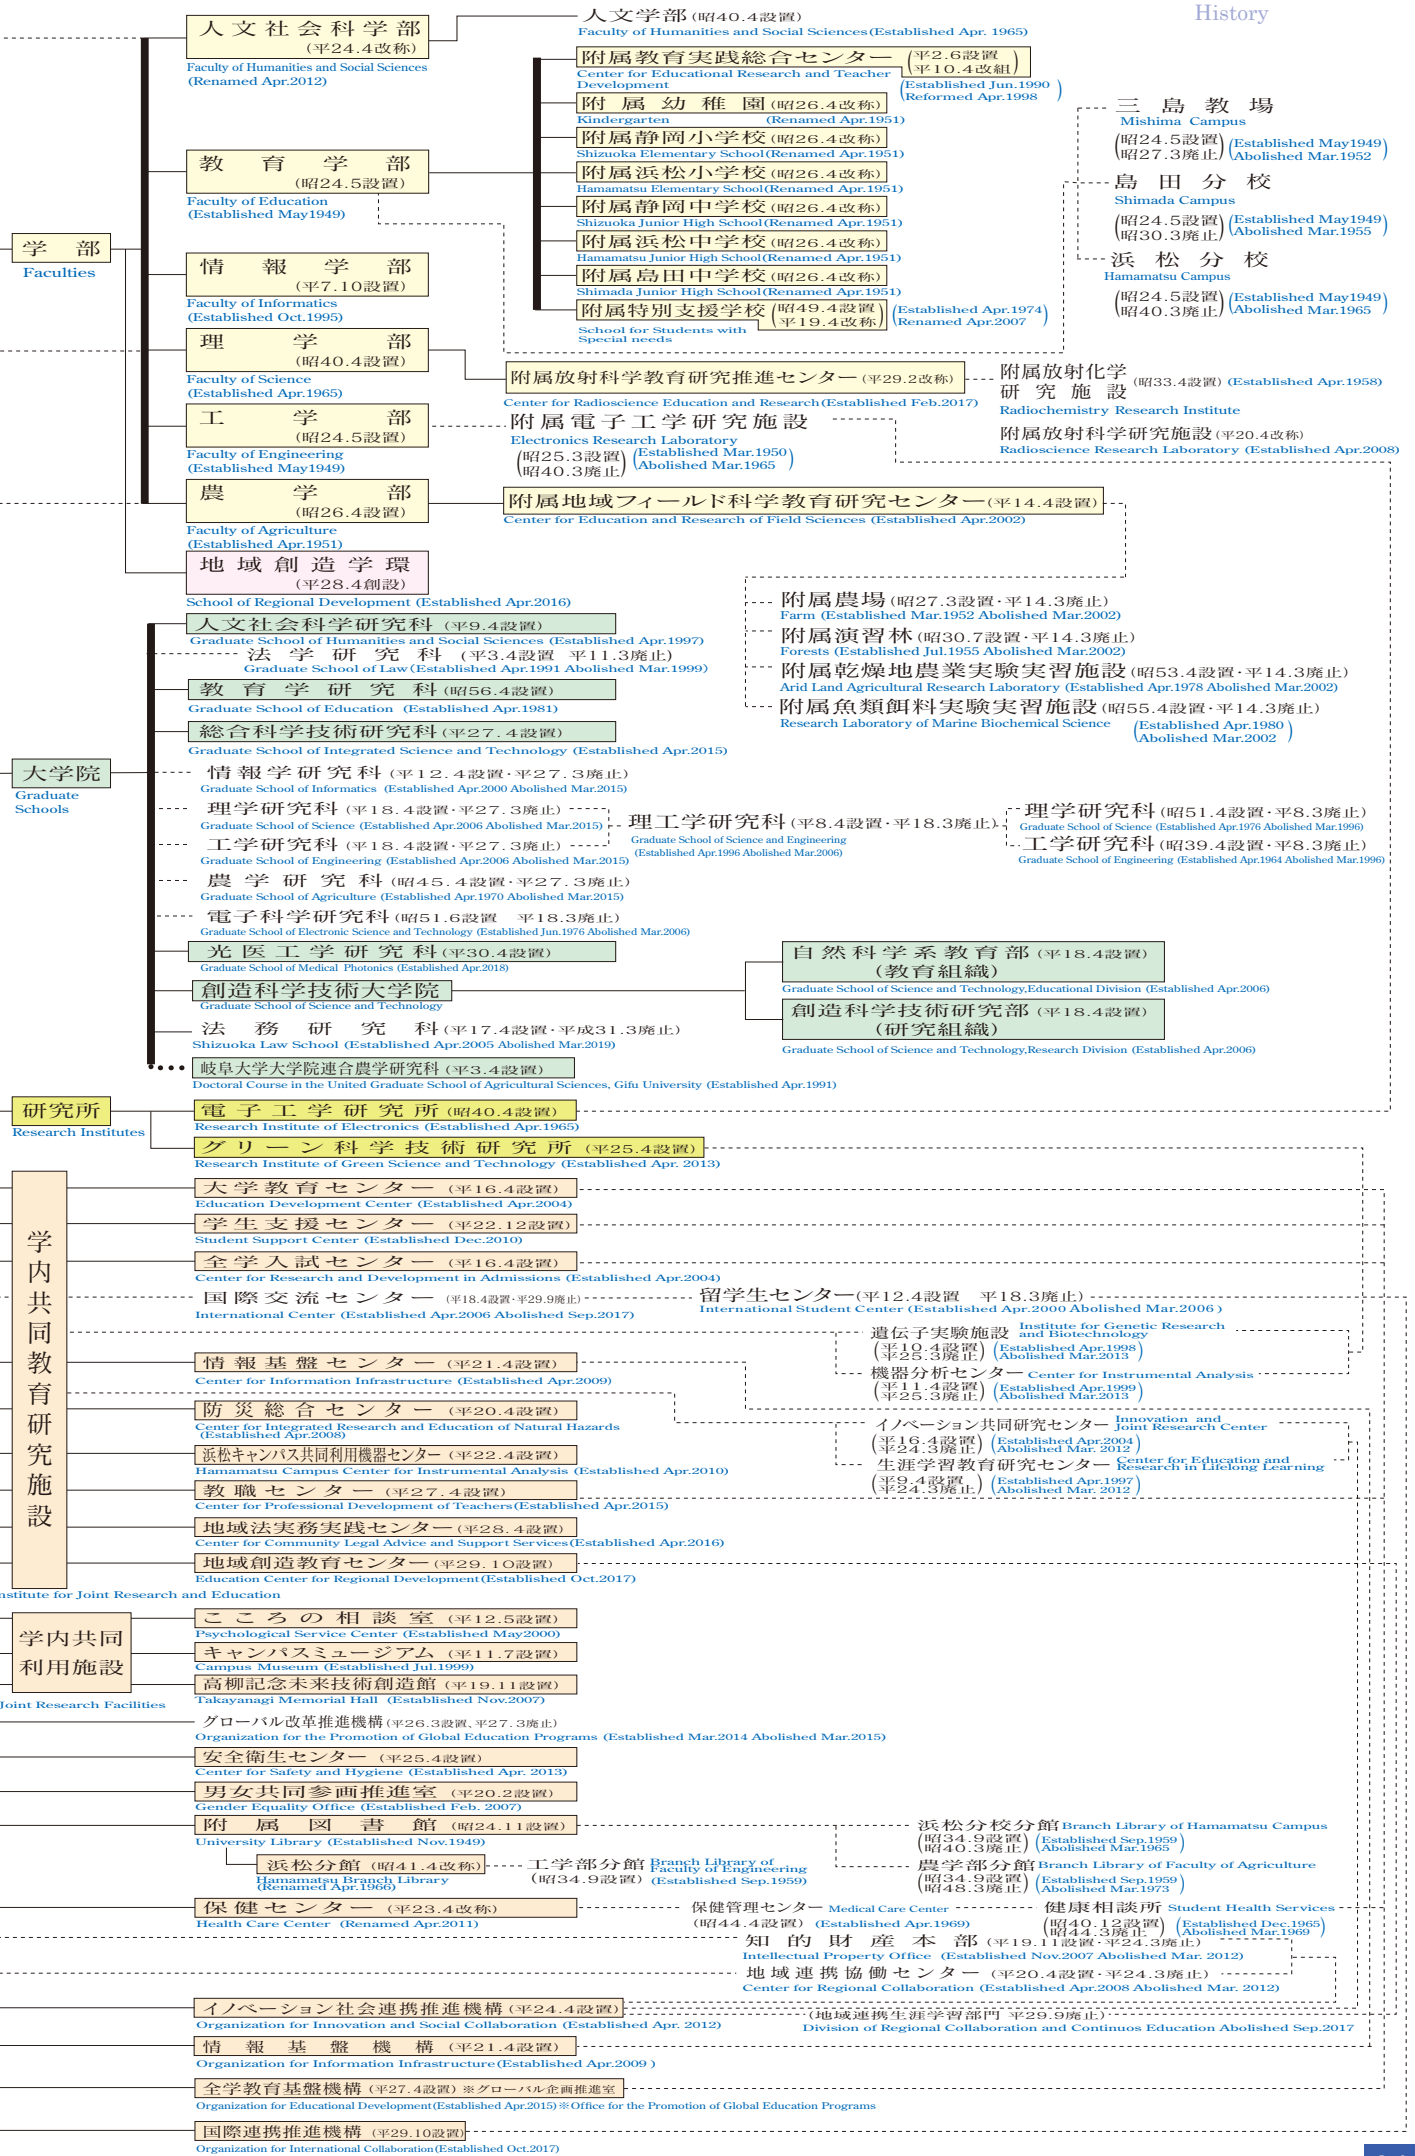 History
人文社会科学部
(平24.4改称)
Faculty of Humanities and Social Sciences
(Renamed Apr.2012)
人文学部 (昭40.4設置)
Faculty of Humanities and Social Sciences (Established Apr. 1965)
教育学部
(昭24.5設置)
Faculty of Education
(Established May1949)
附属教育実践総合センター (平2.6設置
平10.4改組)
Center for Educational Research and Teacher
Development
(Established Jun.1990
Reformed Apr.1998)
附属幼稚園 (昭26.4改称)
Kindergarten (Renamed Apr.1951)
附属静岡小学校 (昭26.4改称)
Shizuoka Elementary School (Renamed Apr.1951)
附属浜松小学校 (昭26.4改称)
Hamamatsu Elementary School (Renamed Apr.1951)
附属静岡中学校 (昭26.4改称)
Shizuoka Junior High School (Renamed Apr.1951)
附属浜松中学校 (昭26.4改称)
Hamamatsu Junior High School (Renamed Apr.1951)
附属島田中学校 (昭26.4改称)
Shimada Junior High School (Renamed Apr.1951)
附属特別支援学校 (昭49.4設置
平19.4改称)
(Established Apr.1974
Renamed Apr.2007)
School for Students with
Special needs
三島教場
Mishima Campus
(昭24.5設置
昭27.3廃止)
(Established May1949
Abolished Mar.1952)
島田分校
Shimada Campus
(昭24.5設置
昭30.3廃止)
(Established May1949
Abolished Mar.1955)
浜松分校
Hamamatsu Campus
(昭24.5設置
昭40.3廃止)
(Established May1949
Abolished Mar.1965)
学部
Faculties
情報学部
(平7.10設置)
Faculty of Informatics
(Established Oct.1995)
理学部
(昭40.4設置)
Faculty of Science
(Established Apr.1965)
附属放射科学教育研究推進センター (平29.2改称)
Center for Radioscience Education and Research (Established Feb.2017)
附属放射化学
研究施設 (昭33.4設置) (Established Apr.1958)
Radiochemistry Research Institute
附属放射科学研究施設 (平20.4改称)
Radioscience Research Laboratory (Established Apr.2008)
工学部
(昭24.5設置)
Faculty of Engineering
(Established May1949)
附属電子工学研究施設
Electronics Research Laboratory
(昭25.3設置
昭40.3廃止)
(Established Mar.1950
Abolished Mar.1965)
農学部
(昭26.4設置)
Faculty of Agriculture
(Established Apr.1951)
附属地域フィールド科学教育研究センター (平14.4設置)
Center for Education and Research of Field Sciences (Established Apr.2002)
地域創造学環
(平28.4創設)
School of Regional Development (Established Apr.2016)
附属農場 (昭27.3設置・平14.3廃止)
Farm (Established Mar.1952 Abolished Mar.2002)
附属演習林 (昭30.7設置・平14.3廃止)
Forests (Established Jul.1955 Abolished Mar.2002)
附属乾燥地農業実験実習施設 (昭53.4設置・平14.3廃止)
Arid Land Agricultural Research Laboratory (Established Apr.1978 Abolished Mar.2002)
附属魚類餌料実験実習施設 (昭55.4設置・平14.3廃止)
Research Laboratory of Marine Biochemical Science (Established Apr.1980
Abolished Mar.2002)
人文社会科学研究科 (平9.4設置)
Graduate School of Humanities and Social Sciences (Established Apr.1997)
法学研究科 (平3.4設置 平11.3廃止)
Graduate School of Law (Established Apr.1991 Abolished Mar.1999)
教育学研究科 (昭56.4設置)
Graduate School of Education (Established Apr.1981)
総合科学技術研究科 (平27.4設置)
Graduate School of Integrated Science and Technology (Established Apr.2015)
大学院
Graduate
Schools
情報学研究科 (平12.4設置・平27.3廃止)
Graduate School of Informatics (Established Apr.2000 Abolished Mar.2015)
理学研究科 (平18.4設置・平27.3廃止)
Graduate School of Science (Established Apr.2006 Abolished Mar.2015)
工学研究科 (平18.4設置・平27.3廃止)
Graduate School of Engineering (Established Apr.2006 Abolished Mar.2015)
理工学研究科 (平8.4設置・平18.3廃止)
Graduate School of Science and Engineering
(Established Apr.1996 Abolished Mar.2006)
理学研究科 (昭51.4設置・平8.3廃止)
Graduate School of Science (Established Apr.1976 Abolished Mar.1996)
工学研究科 (昭39.4設置・平8.3廃止)
Graduate School of Engineering (Established Apr.1964 Abolished Mar.1996)
農学研究科 (昭45.4設置・平27.3廃止)
Graduate School of Agriculture (Established Apr.1970 Abolished Mar.2015)
電子科学研究科 (昭51.6設置 平18.3廃止)
Graduate School of Electronic Science and Technology (Established Jun.1976 Abolished Mar.2006)
光医工学研究科 (平30.4設置)
Graduate School of Medical Photonics (Established Apr.2018)
創造科学技術大学院
Graduate School of Science and Technology
自然科学系教育部 (平18.4設置)
(教育組織)
Graduate School of Science and Technology,Educational Division (Established Apr.2006)
創造科学技術研究部 (平18.4設置)
(研究組織)
Graduate School of Science and Technology,Research Division (Established Apr.2006)
法務研究科 (平17.4設置・平成31.3廃止)
Shizuoka Law School (Established Apr.2005 Abolished Mar.2019)
岐阜大学大学院連合農学研究科 (平3.4設置)
Doctoral Course in the United Graduate School of Agricultural Sciences, Gifu University (Established Apr.1991)
研究所
Research Institutes
電子工学研究所 (昭40.4設置)
Research Institute of Electronics (Established Apr.1965)
グリーン科学技術研究所 (平25.4設置)
Research Institute of Green Science and Technology (Established Apr. 2013)
学内共同教育研究施設
大学教育センター (平16.4設置)
Education Development Center (Established Apr.2004)
学生支援センター (平22.12設置)
Student Support Center (Established Dec.2010)
全学入試センター (平16.4設置)
Center for Research and Development in Admissions (Established Apr.2004)
国際交流センター (平18.4設置・平29.9廃止)
International Center (Established Apr.2006 Abolished Sep.2017)
留学生センター (平12.4設置 平18.3廃止)
International Student Center (Established Apr.2000 Abolished Mar.2006)
遺伝子実験施設 Institute for Genetic Research
and Biotechnology
(平10.4設置
平25.3廃止)
(Established Apr.1998
Abolished Mar.2013)
機器分析センター Center for Instrumental Analysis
(平11.4設置
平25.3廃止)
(Established Apr.1999
Abolished Mar.2013)
情報基盤センター (平21.4設置)
Center for Information Infrastructure (Established Apr.2009)
防災総合センター (平20.4設置)
Center for Integrated Research and Education of Natural Hazards
(Established Apr.2008)
イノベーション共同研究センター Innovation and
Joint Research Center
(平16.4設置
平24.3廃止)
(Established Apr.2004
Abolished Mar. 2012)
生涯学習教育研究センター Center for Education and
Research in Lifelong Learning
(平9.4設置
平24.3廃止)
(Established Apr.1997
Abolished Mar. 2012)
浜松キャンパス共同利用機器センター (平22.4設置)
Hamamatsu Campus Center for Instrumental Analysis (Established Apr.2010)
教職センター (平27.4設置)
Center for Professional Development of Teachers (Established Apr.2015)
地域法実務実践センター (平28.4設置)
Center for Community Legal Advice and Support Services (Established Apr.2016)
地域創造教育センター (平29.10設置)
Education Center for Regional Development (Established Oct.2017)
nstitute for Joint Research and Education
学内共同
利用施設
Joint Research Facilities
こころの相談室 (平12.5設置)
Psychological Service Center (Established May2000)
キャンパスミュージアム (平11.7設置)
Campus Museum (Established Jul.1999)
高柳記念未来技術創造館 (平19.11設置)
Takayanagi Memorial Hall (Established Nov.2007)
グローバル改革推進機構 (平26.3設置、平27.3廃止)
Organization for the Promotion of Global Education Programs (Established Mar.2014 Abolished Mar.2015)
安全衛生センター (平25.4設置)
Center for Safety and Hygiene (Established Apr. 2013)
男女共同参画推進室 (平20.2設置)
Gender Equality Office (Established Feb. 2007)
附属図書館 (昭24.11設置)
University Library (Established Nov.1949)
浜松分校分館 Branch Library of Hamamatsu Campus
(昭34.9設置
昭40.3廃止)
(Established Sep.1959
Abolished Mar.1965)
浜松分館 (昭41.4改称)
Hamamatsu Branch Library
(Renamed Apr.1966)
工学部分館 Branch Library of
Faculty of Engineering
(昭34.9設置) (Established Sep.1959)
農学部分館 Branch Library of Faculty of Agriculture
(昭34.9設置
昭48.3廃止)
(Established Sep.1959
Abolished Mar.1973)
保健センター (平23.4改称)
Health Care Center (Renamed Apr.2011)
保健管理センター Medical Care Center
(昭44.4設置) (Established Apr.1969)
健康相談所 Student Health Services
(昭40.12設置
昭44.3廃止)
(Established Dec.1965
Abolished Mar.1969)
知的財産本部 (平19.11設置・平24.3廃止)
Intellectual Property Office (Established Nov.2007 Abolished Mar. 2012)
地域連携協働センター (平20.4設置・平24.3廃止)
Center for Regional Collaboration (Established Apr.2008 Abolished Mar. 2012)
イノベーション社会連携推進機構 (平24.4設置)
Organization for Innovation and Social Collaboration (Established Apr. 2012)
(地域連携生涯学習部門 平29.9廃止)
Division of Regional Collaboration and Continuos Education Abolished Sep.2017
情報基盤機構 (平21.4設置)
Organization for Information Infrastructure (Established Apr.2009)
全学教育基盤機構 (平27.4設置) ※グローバル企画推進室
Organization for Educational Development (Established Apr.2015) ※Office for the Promotion of Global Education Programs
国際連携推進機構 (平29.10設置)
Organization for International Collaboration (Established Oct.2017)